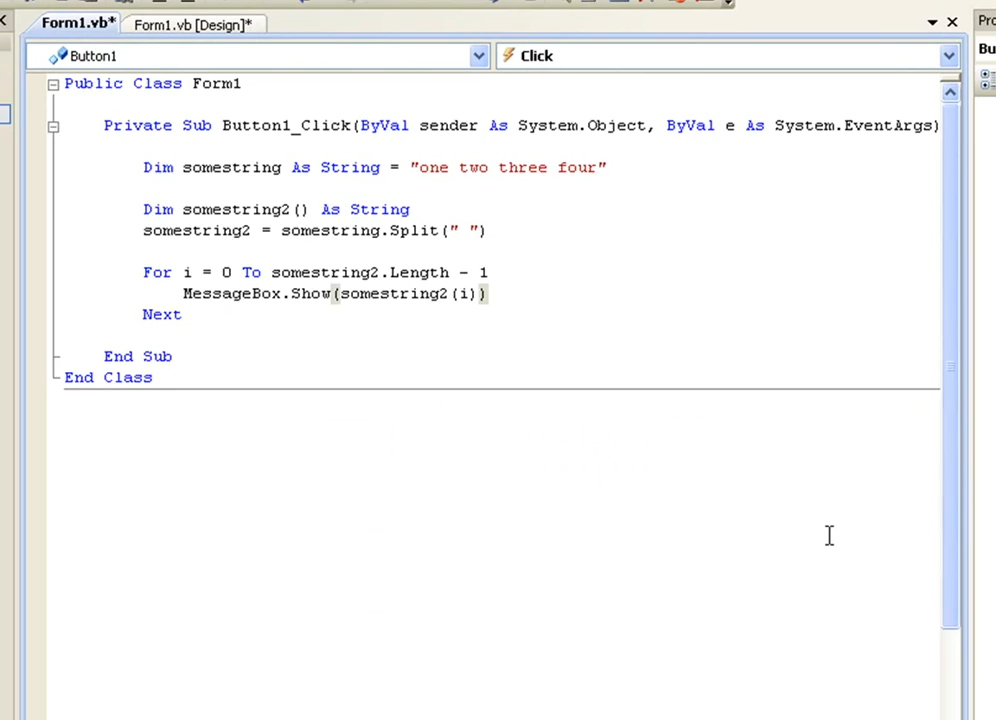 Form1.vb* Form1.vb [Design]* Pro
Button1 Click Bu
Public Class Form1
Private Sub Button1_Click(ByVal sender As System.Object, ByVal e As System.EventArgs)
Dim somestring As String = "one two three four"
Dim somestring2() As String
somestring2 = somestring.Split(" ")
For i = 0 To somestring2.Length - 1
MessageBox.Show(somestring2(i))
Next
End Sub
End Class